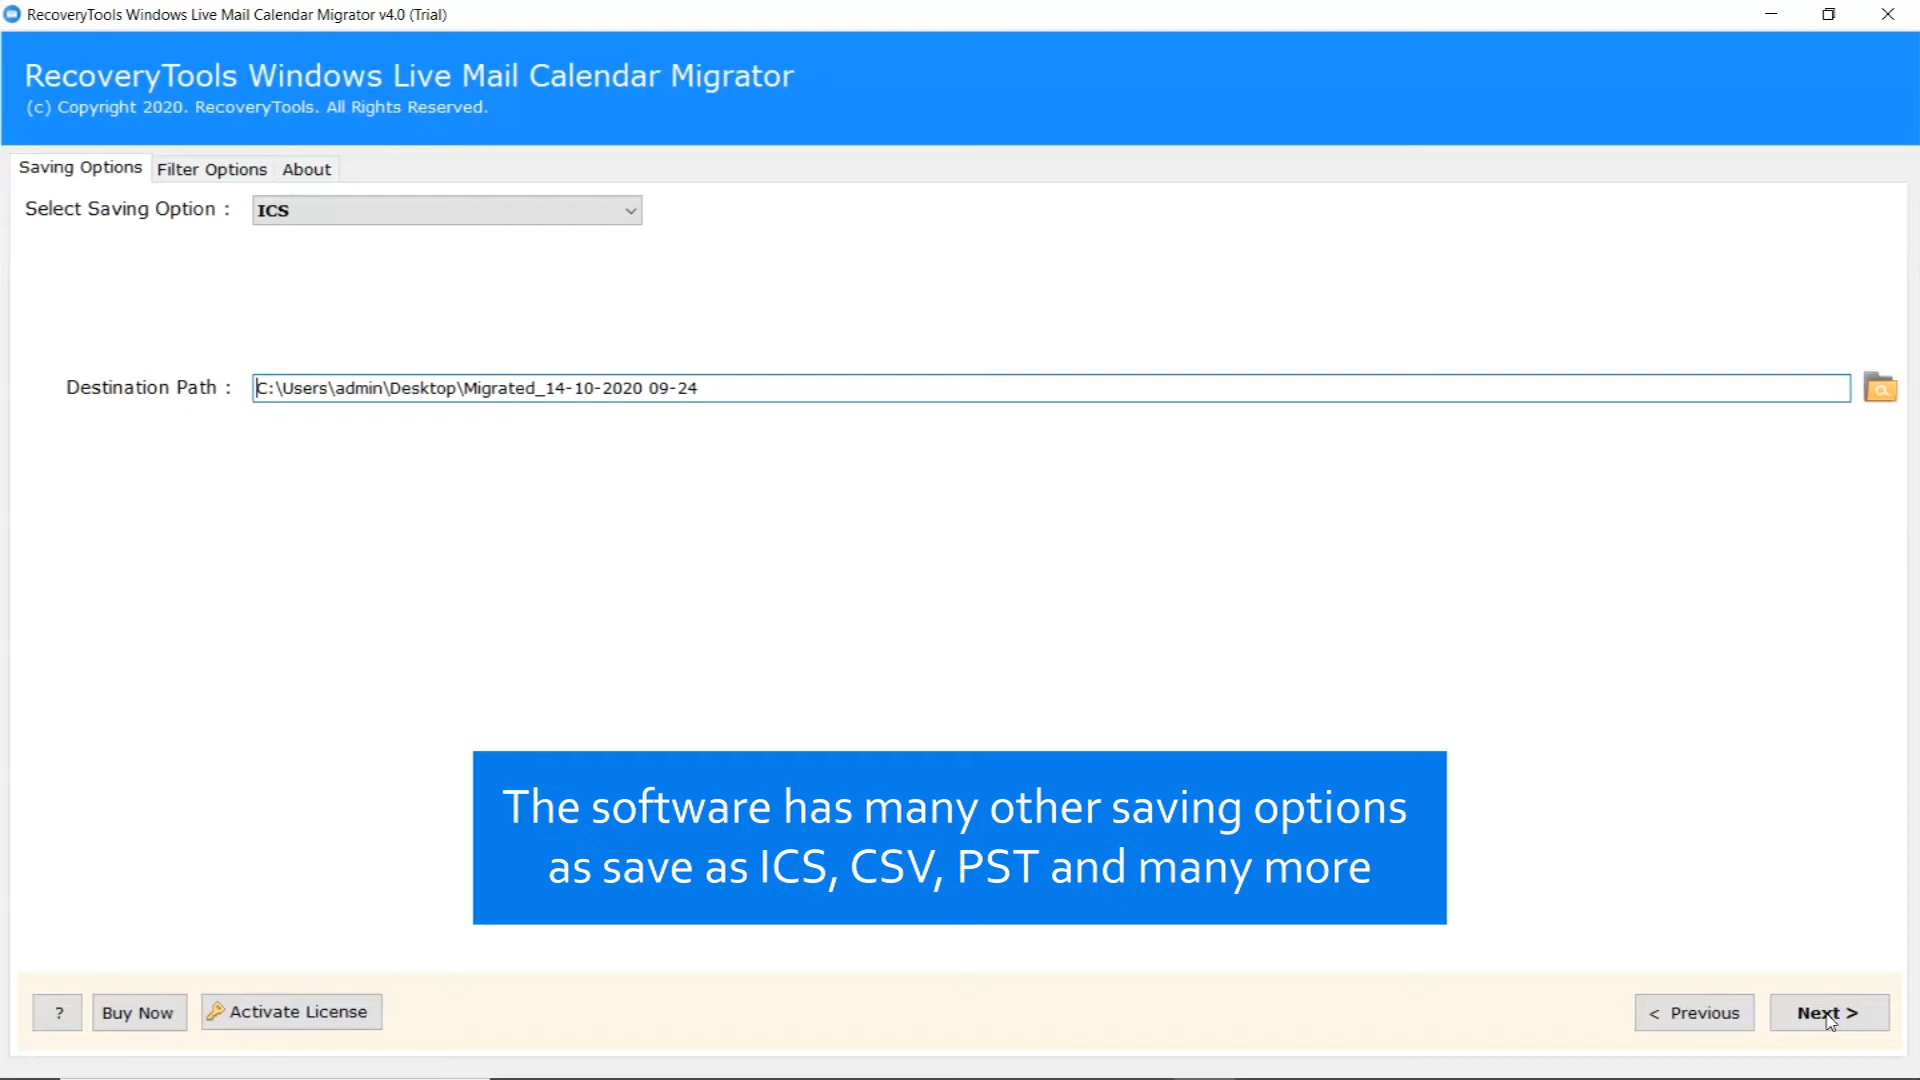 RecoveryTools Windows Live Mail Calendar Migrator v4.0 (Trial)
RecoveryTools Windows Live Mail Calendar Migrator
(c) Copyright 2020. RecoveryTools. All Rights Reserved.
Saving Options Filter Options About
Select Saving Option : ICS
Destination Path : C:\Users\admin\Desktop\Migrated_14-10-2020 09-24
The software has many other saving options
as save as ICS, CSV, PST and many more
? Buy Now Activate License < Previous Next >